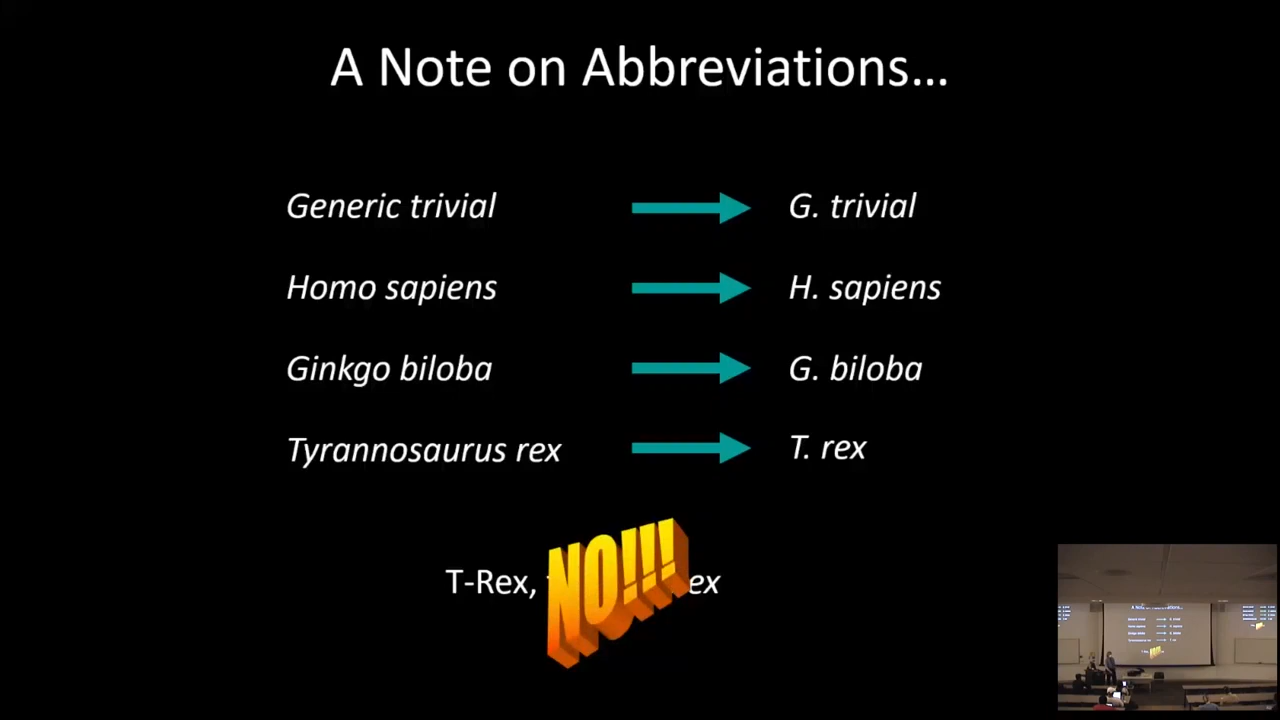 A Note on Abbreviations...
Generic trivial G. trivial
Homo sapiens H. sapiens
Ginkgo biloba G. biloba
Tyrannosaurus rex T. rex
T-Rex, NO!!! ex